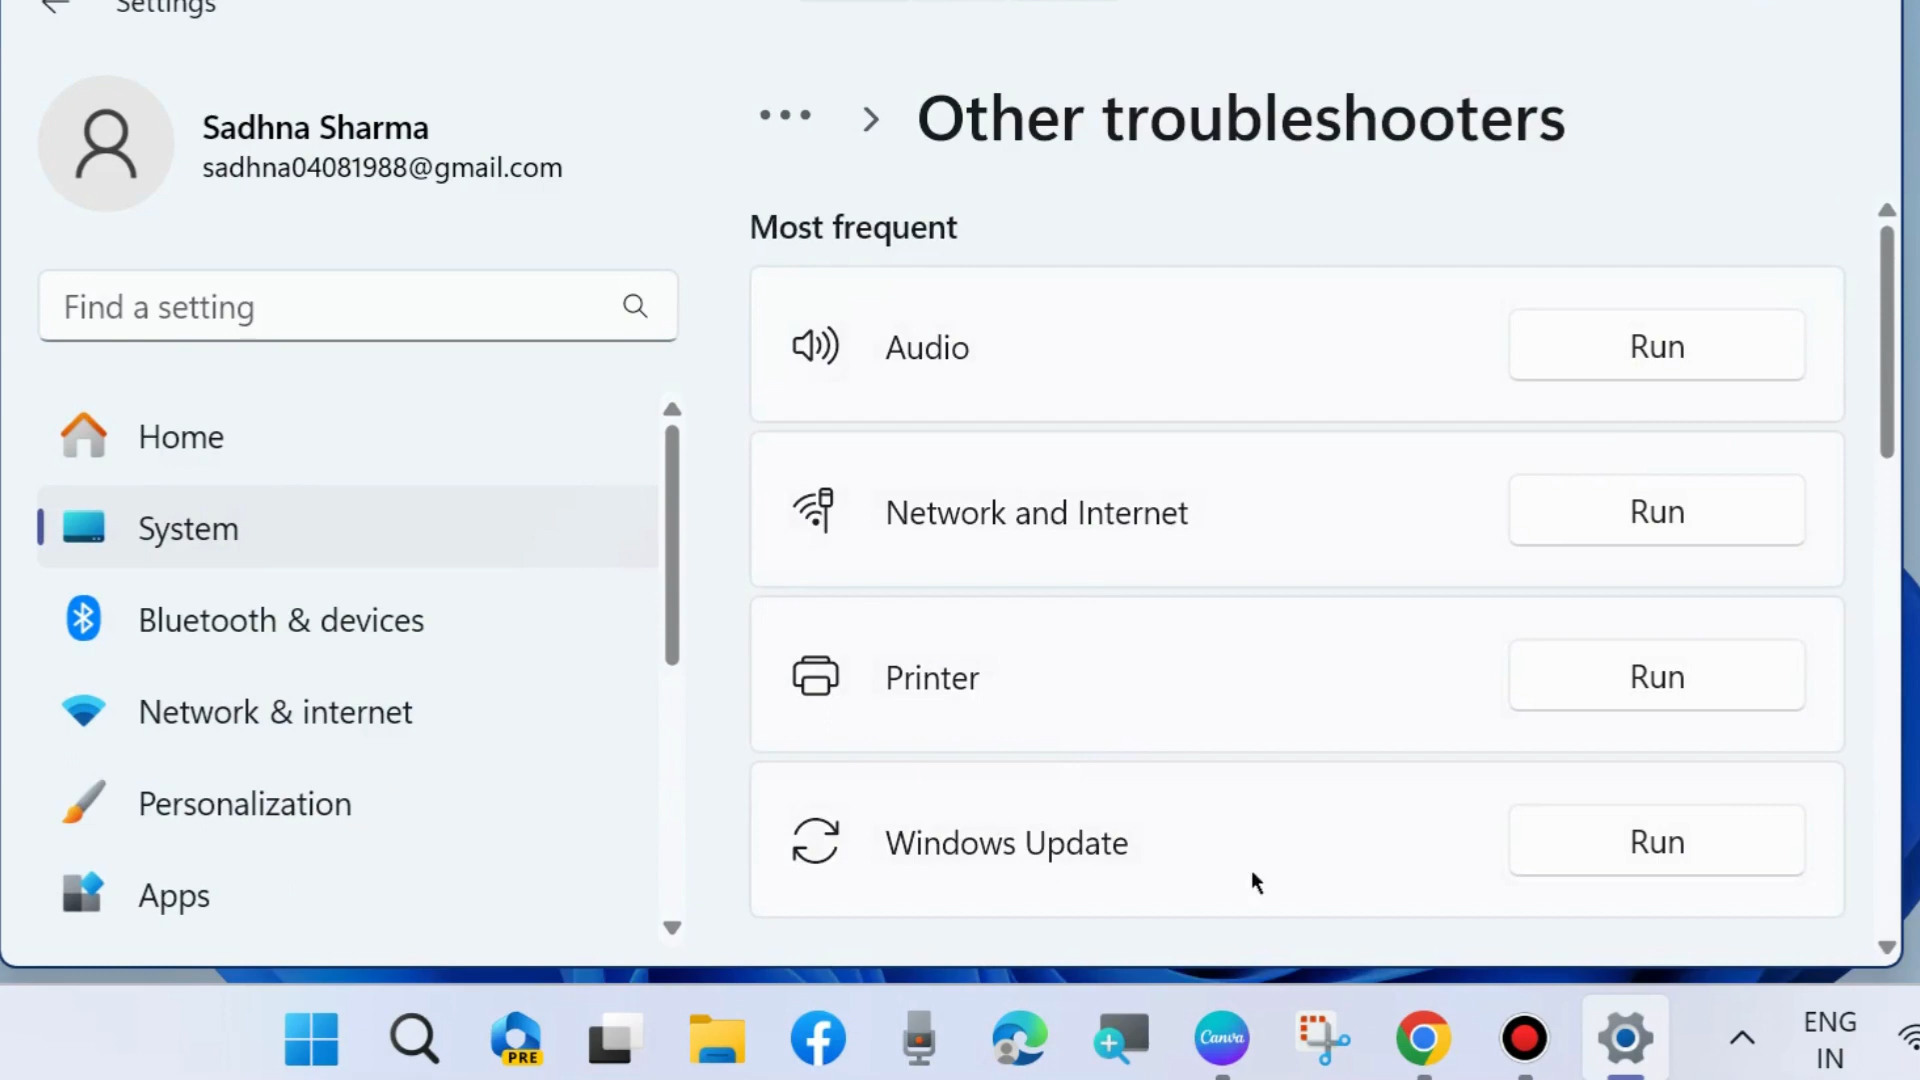 Settings
Sadhna Sharma
sadhna04081988@gmail.com
Find a setting
Home
System
Bluetooth & devices
Network & internet
Personalization
Apps
Other troubleshooters
Most frequent
Audio
Run
Network and Internet
Run
Printer
Run
Windows Update
Run
PRE
Canva
ENG
IN